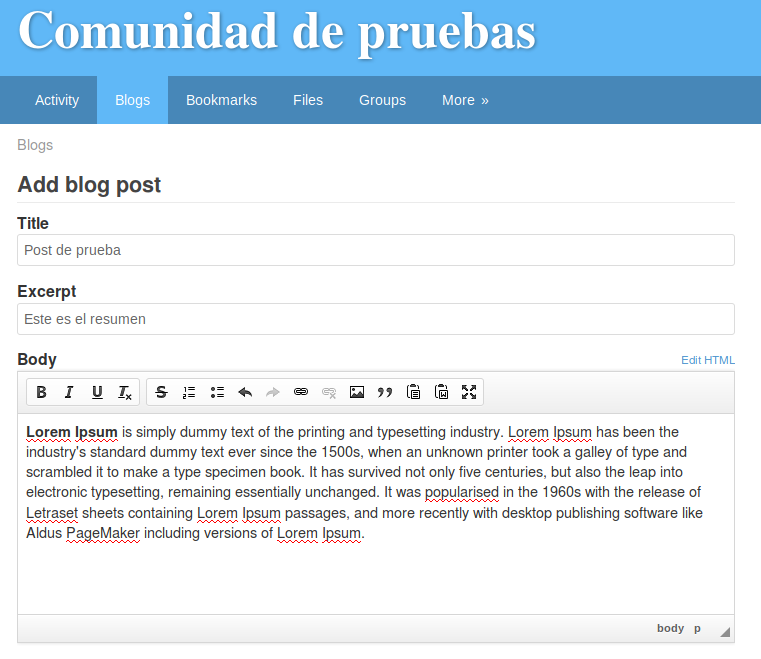 Comunidad de pruebas
Activity Blogs Bookmarks Files Groups More »
Blogs
Add blog post
Title
Post de prueba
Excerpt
Este es el resumen
Body Edit HTML
B I U Tx S
Lorem Ipsum is simply dummy text of the printing and typesetting industry. Lorem Ipsum has been the
industry's standard dummy text ever since the 1500s, when an unknown printer took a galley of type and
scrambled it to make a type specimen book. It has survived not only five centuries, but also the leap into
electronic typesetting, remaining essentially unchanged. It was popularised in the 1960s with the release of
Letraset sheets containing Lorem Ipsum passages, and more recently with desktop publishing software like
Aldus PageMaker including versions of Lorem Ipsum.
body p